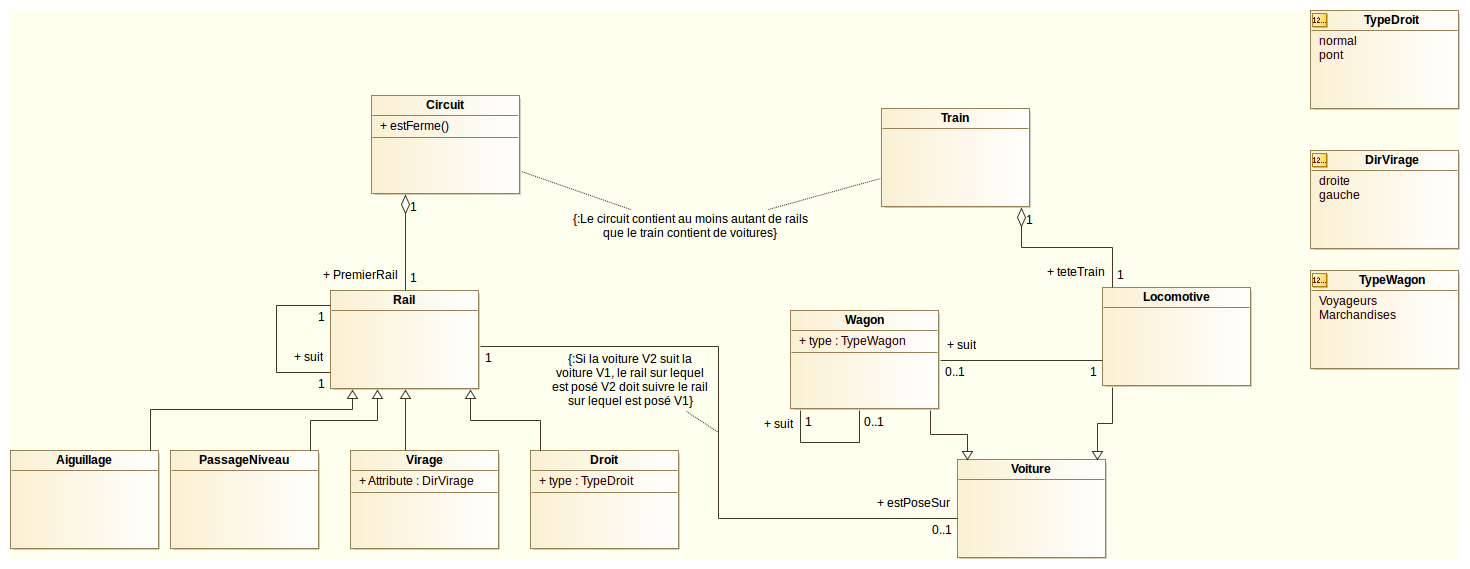 Circuit
+ estFerme()
Train
12...
TypeDroit
normal
pont
12...
DirVirage
droite
gauche
12...
TypeWagon
Voyageurs
Marchandises
{:Le circuit contient au moins autant de rails
que le train contient de voitures}
1
1
+ PremierRail
1
+ teteTrain
1
Rail
1
+ suit
1
1
{:Si la voiture V2 suit la
voiture V1, le rail sur lequel
est posé V2 doit suivre le rail
sur lequel est posé V1}
Wagon
+ type : TypeWagon
Locomotive
+ suit
0..1
1
+ suit
1
0..1
Aiguillage
PassageNiveau
Virage
+ Attribute : DirVirage
Droit
+ type : TypeDroit
Voiture
+ estPoseSur
0..1